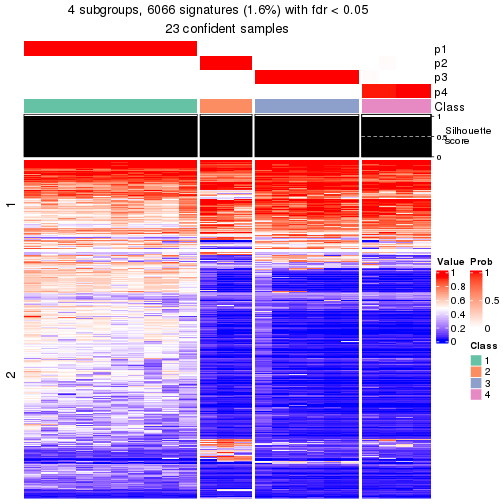 4 subgroups, 6066 signatures (1.6%) with fdr < 0.05
23 confident samples
p1
p2
p3
p4
Class
1
0.5
0
Silhouette
score
1
2
Value
1
0.8
0.6
0.4
0.2
0
Prob
1
0.5
0
Class
1
2
3
4